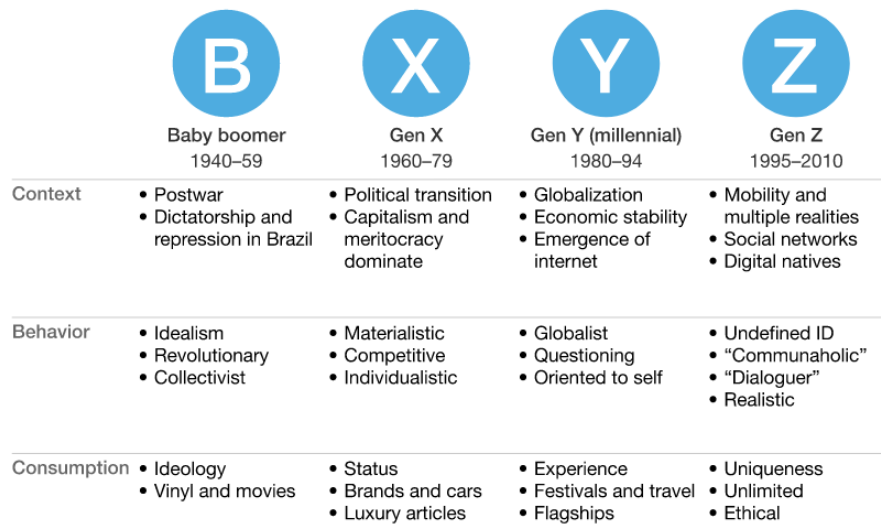 B
X
Y
Z
Baby boomer
1940–59
Gen X
1960–79
Gen Y (millennial)
1980–94
Gen Z
1995–2010
Context
• Postwar
• Dictatorship and
repression in Brazil
• Political transition
• Capitalism and
meritocracy
dominate
• Globalization
• Economic stability
• Emergence of
internet
• Mobility and
multiple realities
• Social networks
• Digital natives
Behavior
• Idealism
• Revolutionary
• Collectivist
• Materialistic
• Competitive
• Individualistic
• Globalist
• Questioning
• Oriented to self
• Undefined ID
• “Communaholic”
• “Dialoguer”
• Realistic
Consumption
• Ideology
• Vinyl and movies
• Status
• Brands and cars
• Luxury articles
• Experience
• Festivals and travel
• Flagships
• Uniqueness
• Unlimited
• Ethical